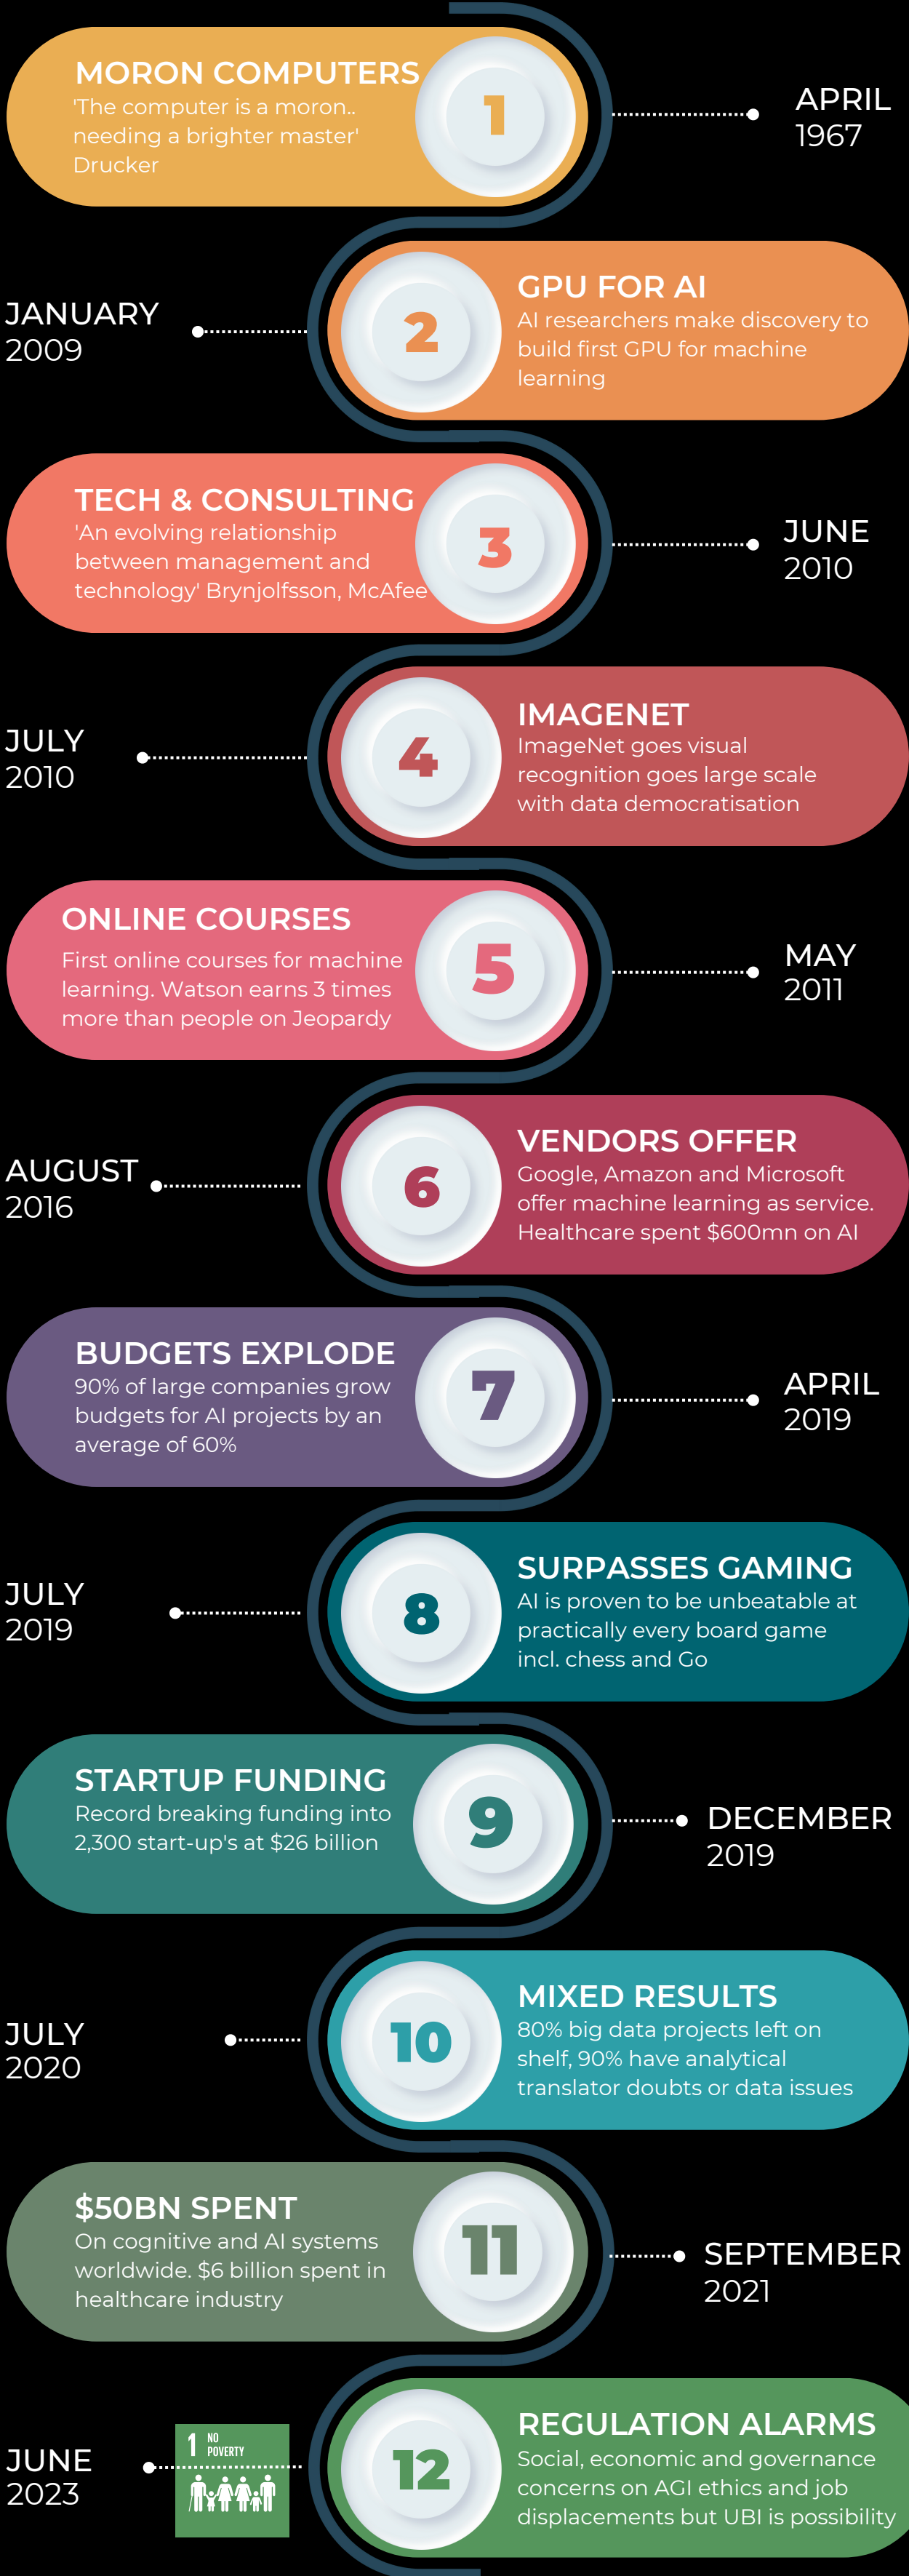 MORON COMPUTERS
'The computer is a moron..
needing a brighter master'
Drucker
1
APRIL
1967
JANUARY
2009
2
GPU FOR AI
AI researchers make discovery to
build first GPU for machine
learning
TECH & CONSULTING
'An evolving relationship
between management and
technology' Brynjolfsson, McAfee
3
JUNE
2010
JULY
2010
4
IMAGENET
ImageNet goes visual
recognition goes large scale
with data democratisation
ONLINE COURSES
First online courses for machine
learning. Watson earns 3 times
more than people on Jeopardy
5
MAY
2011
AUGUST
2016
6
VENDORS OFFER
Google, Amazon and Microsoft
offer machine learning as service.
Healthcare spent $600mn on AI
BUDGETS EXPLODE
90% of large companies grow
budgets for AI projects by an
average of 60%
7
APRIL
2019
JULY
2019
8
SURPASSES GAMING
AI is proven to be unbeatable at
practically every board game
incl. chess and Go
STARTUP FUNDING
Record breaking funding into
2,300 start-up's at $26 billion
9
DECEMBER
2019
JULY
2020
10
MIXED RESULTS
80% big data projects left on
shelf, 90% have analytical
translator doubts or data issues
$50BN SPENT
On cognitive and AI systems
worldwide. $6 billion spent in
healthcare industry
11
SEPTEMBER
2021
JUNE
2023
1 NO
POVERTY
12
REGULATION ALARMS
Social, economic and governance
concerns on AGI ethics and job
displacements but UBI is possibility